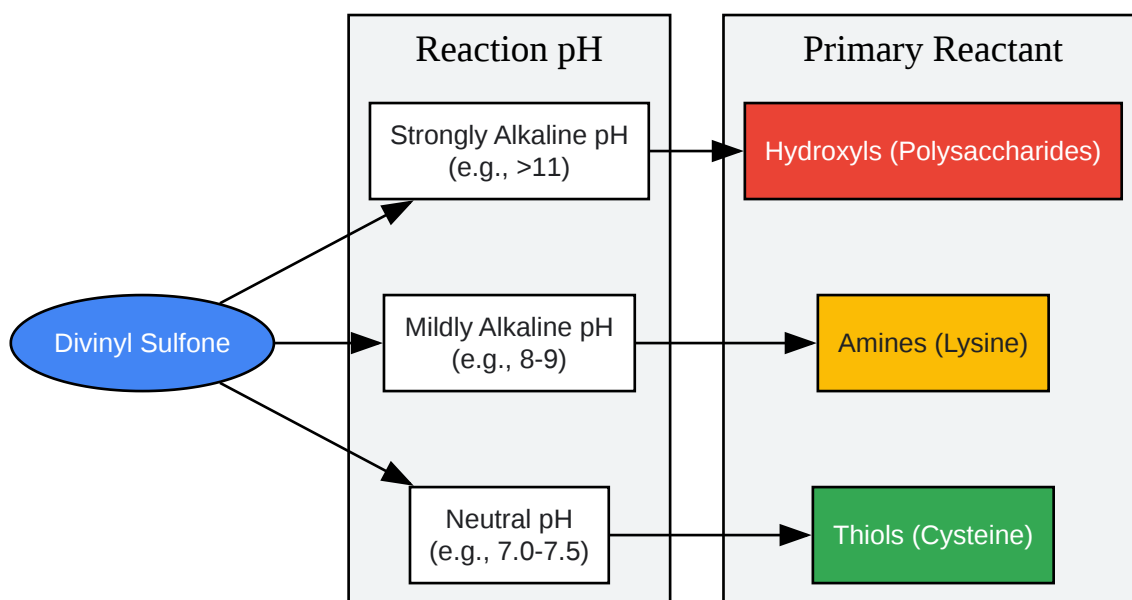 Reaction pH
Primary Reactant
Strongly Alkaline pH
(e.g., >11)
Hydroxyls (Polysaccharides)
Divinyl Sulfone
Mildly Alkaline pH
(e.g., 8-9)
Amines (Lysine)
Neutral pH
(e.g., 7.0-7.5)
Thiols (Cysteine)